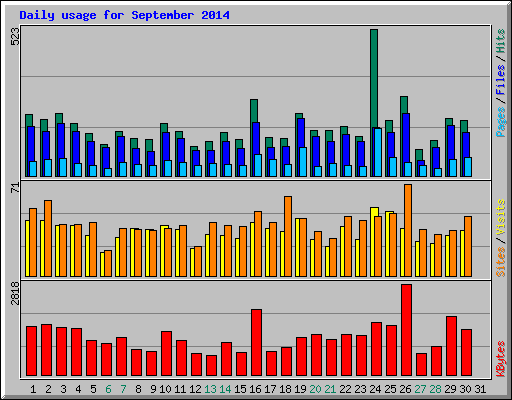 Daily usage for September 2014
523
Pages / Files / Hits
71
Sites / Visits
2818
KBytes
1 2 3 4 5 6 7 8 9 10 11 12 13 14 15 16 17 18 19 20 21 22 23 24 25 26 27 28 29 30 31